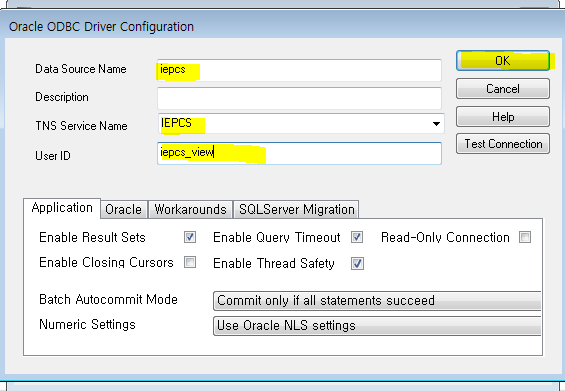 Oracle ODBC Driver Configuration
Data Source Name iepcs OK
Description Cancel
TNS Service Name IEPCS Help
User ID iepcs_view Test Connection
Application Oracle Workarounds SQLServer Migration
Enable Result Sets Enable Query Timeout Read-Only Connection
Enable Closing Cursors Enable Thread Safety
Batch Autocommit Mode Commit only if all statements succeed
Numeric Settings Use Oracle NLS settings